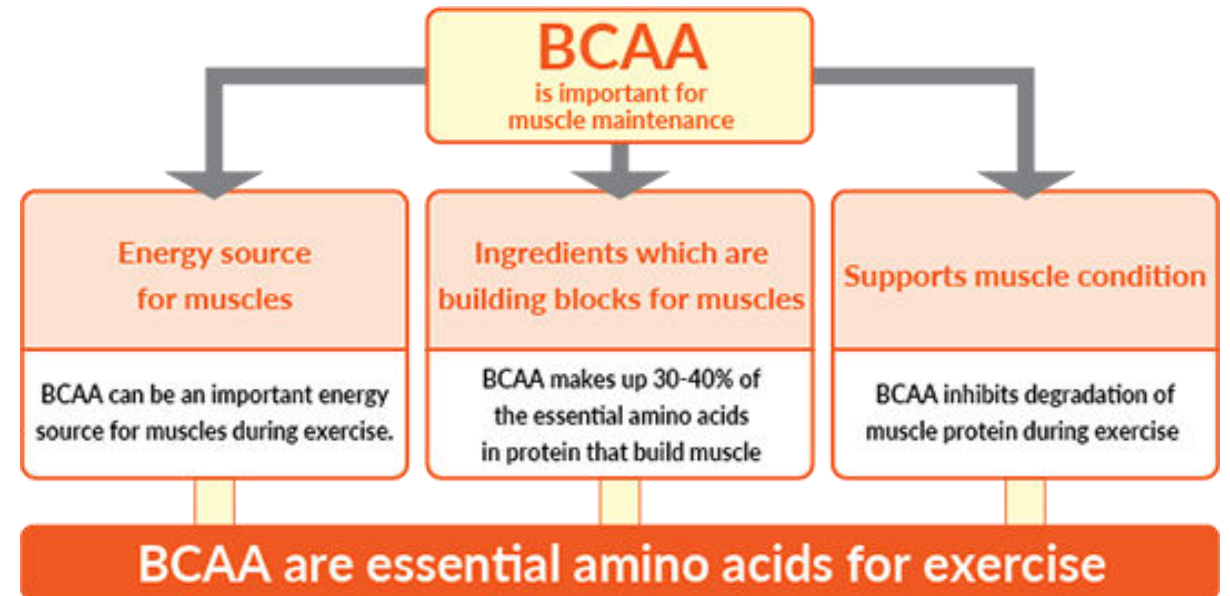 BCAA
is important for
muscle maintenance
Energy source
for muscles
BCAA can be an important energy
source for muscles during exercise.
Ingredients which are
building blocks for muscles
BCAA makes up 30-40% of
the essential amino acids
in protein that build muscle
Supports muscle condition
BCAA inhibits degradation of
muscle protein during exercise
BCAA are essential amino acids for exercise